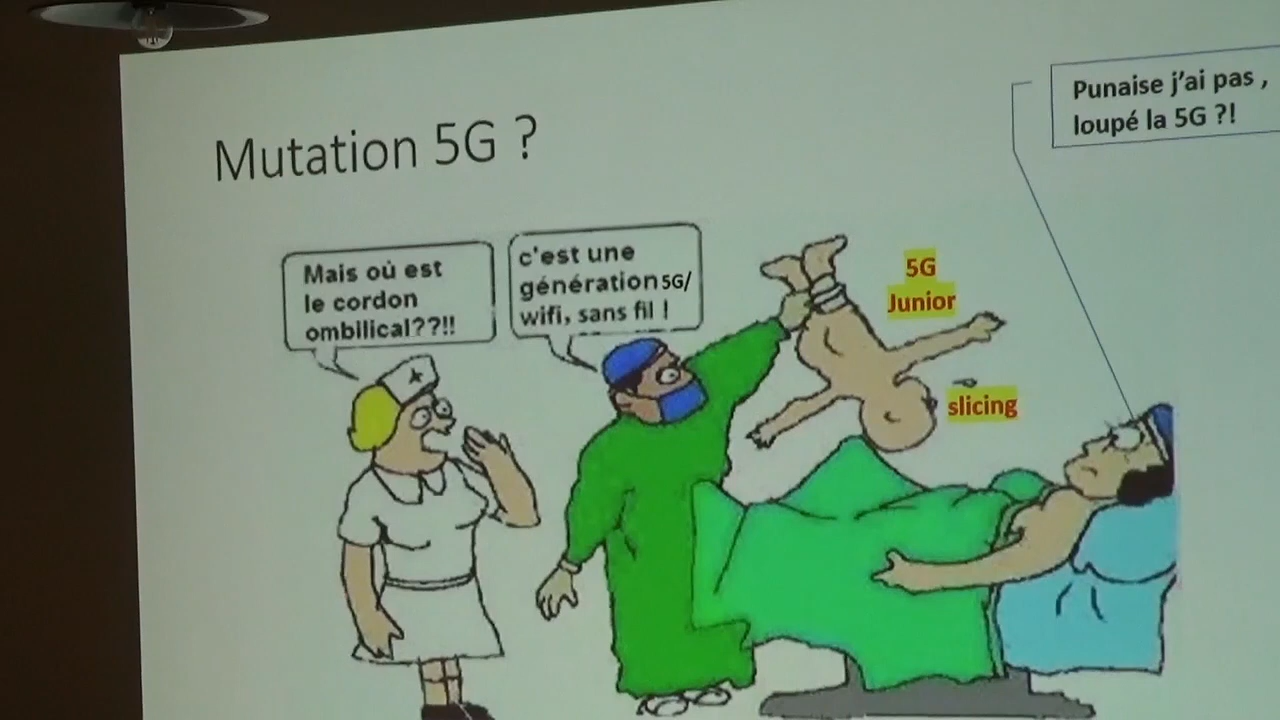 Mutation 5G ?
Punaise j'ai pas ,
loupé la 5G ?!
Mais où est
le cordon
ombilical??!!
c'est une
génération 5G/
wifi, sans fil !
5G
Junior
slicing